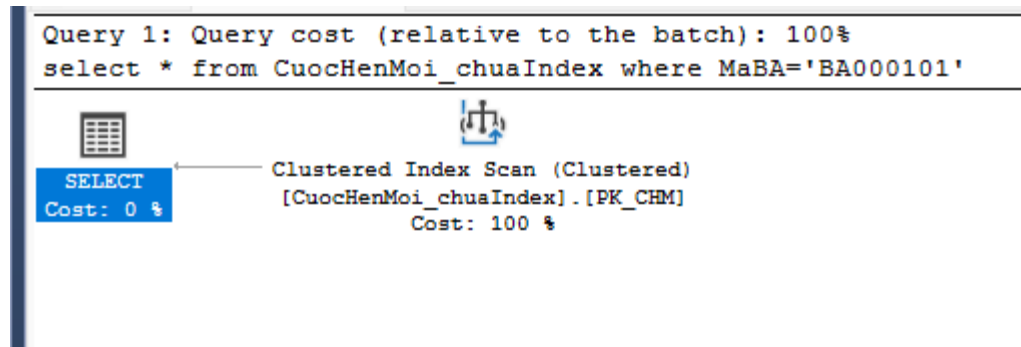 Query 1: Query cost (relative to the batch): 100%
select * from CuocHenMoi_chuaIndex where MaBA='BA000101'
SELECT
Cost: 0 %
Clustered Index Scan (Clustered)
[CuocHenMoi_chuaIndex].[PK_CHM]
Cost: 100 %